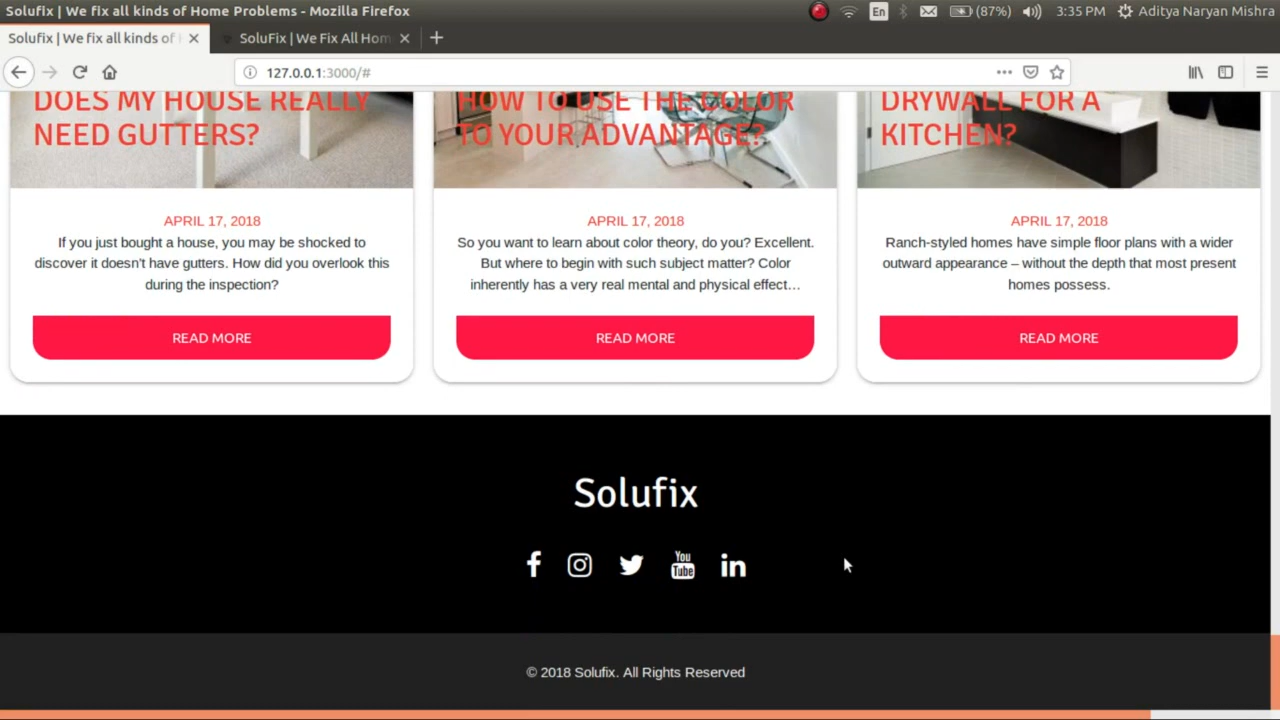 Solufix | We fix all kinds of Home Problems - Mozilla Firefox
En
(87%)
3:35 PM
Aditya Naryan Mishra
Solufix | We fix all kinds of
SoluFix | We Fix All Hom
127.0.0.1:3000/#
DOES MY HOUSE REALLY
NEED GUTTERS?
APRIL 17, 2018
If you just bought a house, you may be shocked to
discover it doesn't have gutters. How did you overlook this
during the inspection?
READ MORE
HOW TO USE THE COLOR
TO YOUR ADVANTAGE?
APRIL 17, 2018
So you want to learn about color theory, do you? Excellent.
But where to begin with such subject matter? Color
inherently has a very real mental and physical effect…
READ MORE
DRYWALL FOR A
KITCHEN?
APRIL 17, 2018
Ranch-styled homes have simple floor plans with a wider
outward appearance – without the depth that most present
homes possess.
READ MORE
Solufix
You
Tube
in
© 2018 Solufix. All Rights Reserved